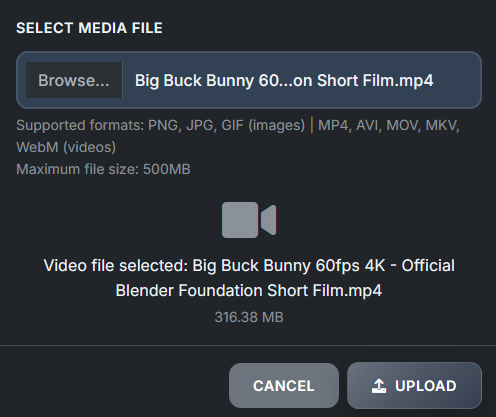 SELECT MEDIA FILE
Browse... Big Buck Bunny 60...on Short Film.mp4
Supported formats: PNG, JPG, GIF (images) | MP4, AVI, MOV, MKV,
WebM (videos)
Maximum file size: 500MB
Video file selected: Big Buck Bunny 60fps 4K - Official
Blender Foundation Short Film.mp4
316.38 MB
CANCEL UPLOAD